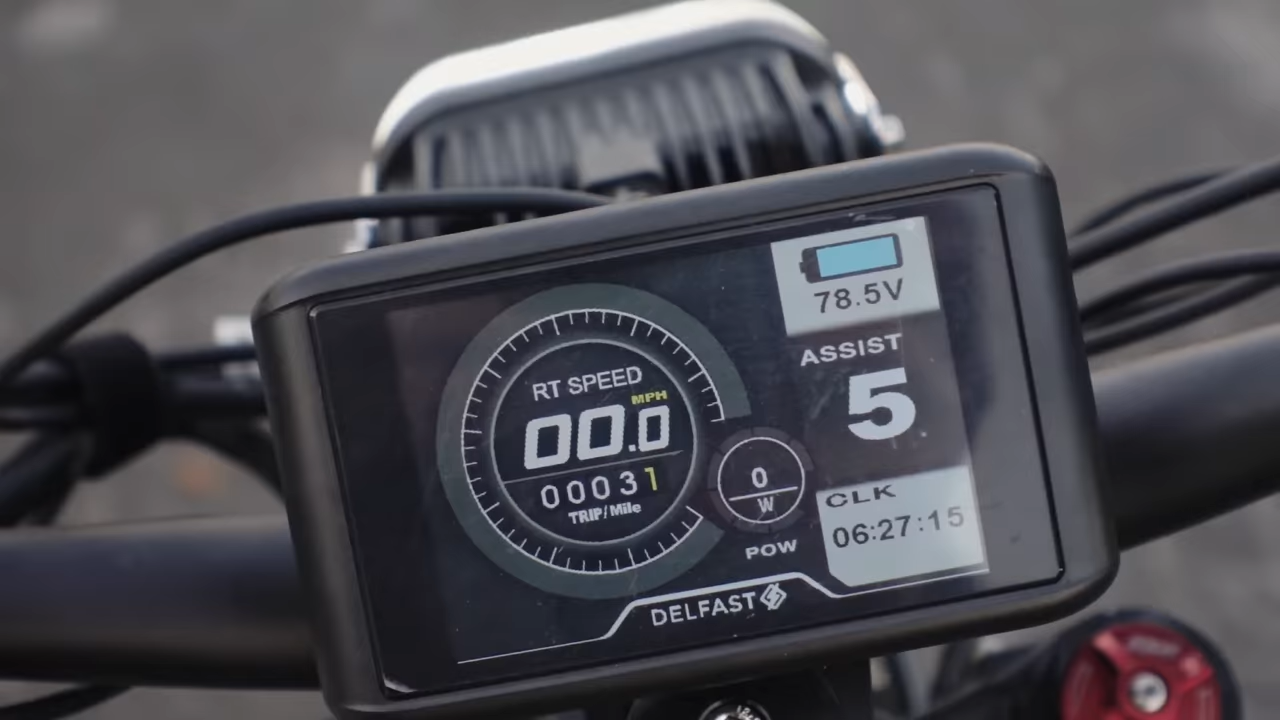 78.5V
ASSIST
5
RT SPEED
MPH
00.0
00031
TRIP/Mile
0
W
POW
CLK
06:27:15
DELFAST